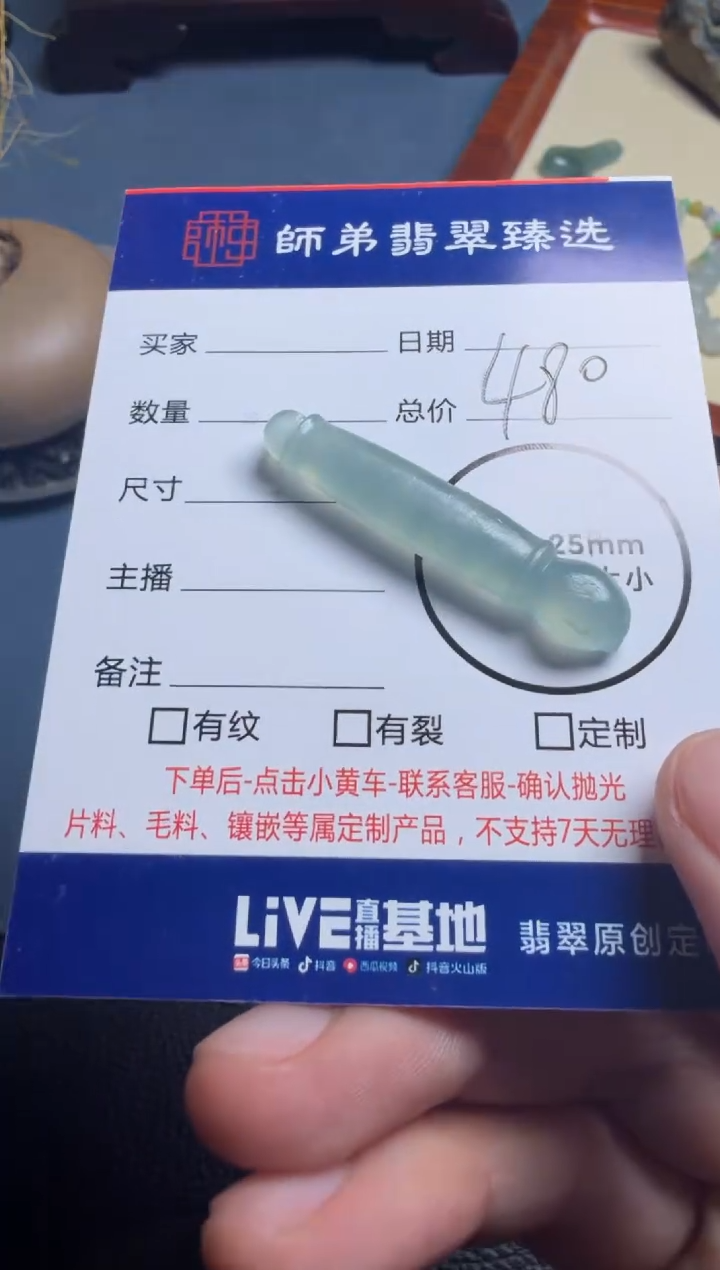 師弟翡翠臻选
买家 日期
480
数量 总价
尺寸
25mm
小
主播
备注
有纹 有裂 定制
下单后-点击小黄车-联系客服-确认抛光
片料、毛料、镶嵌等属定制产品，不支持7天无理
LiVE直播基地 翡翠原创定
头条 今日头条 抖音 西瓜视频 抖音火山版